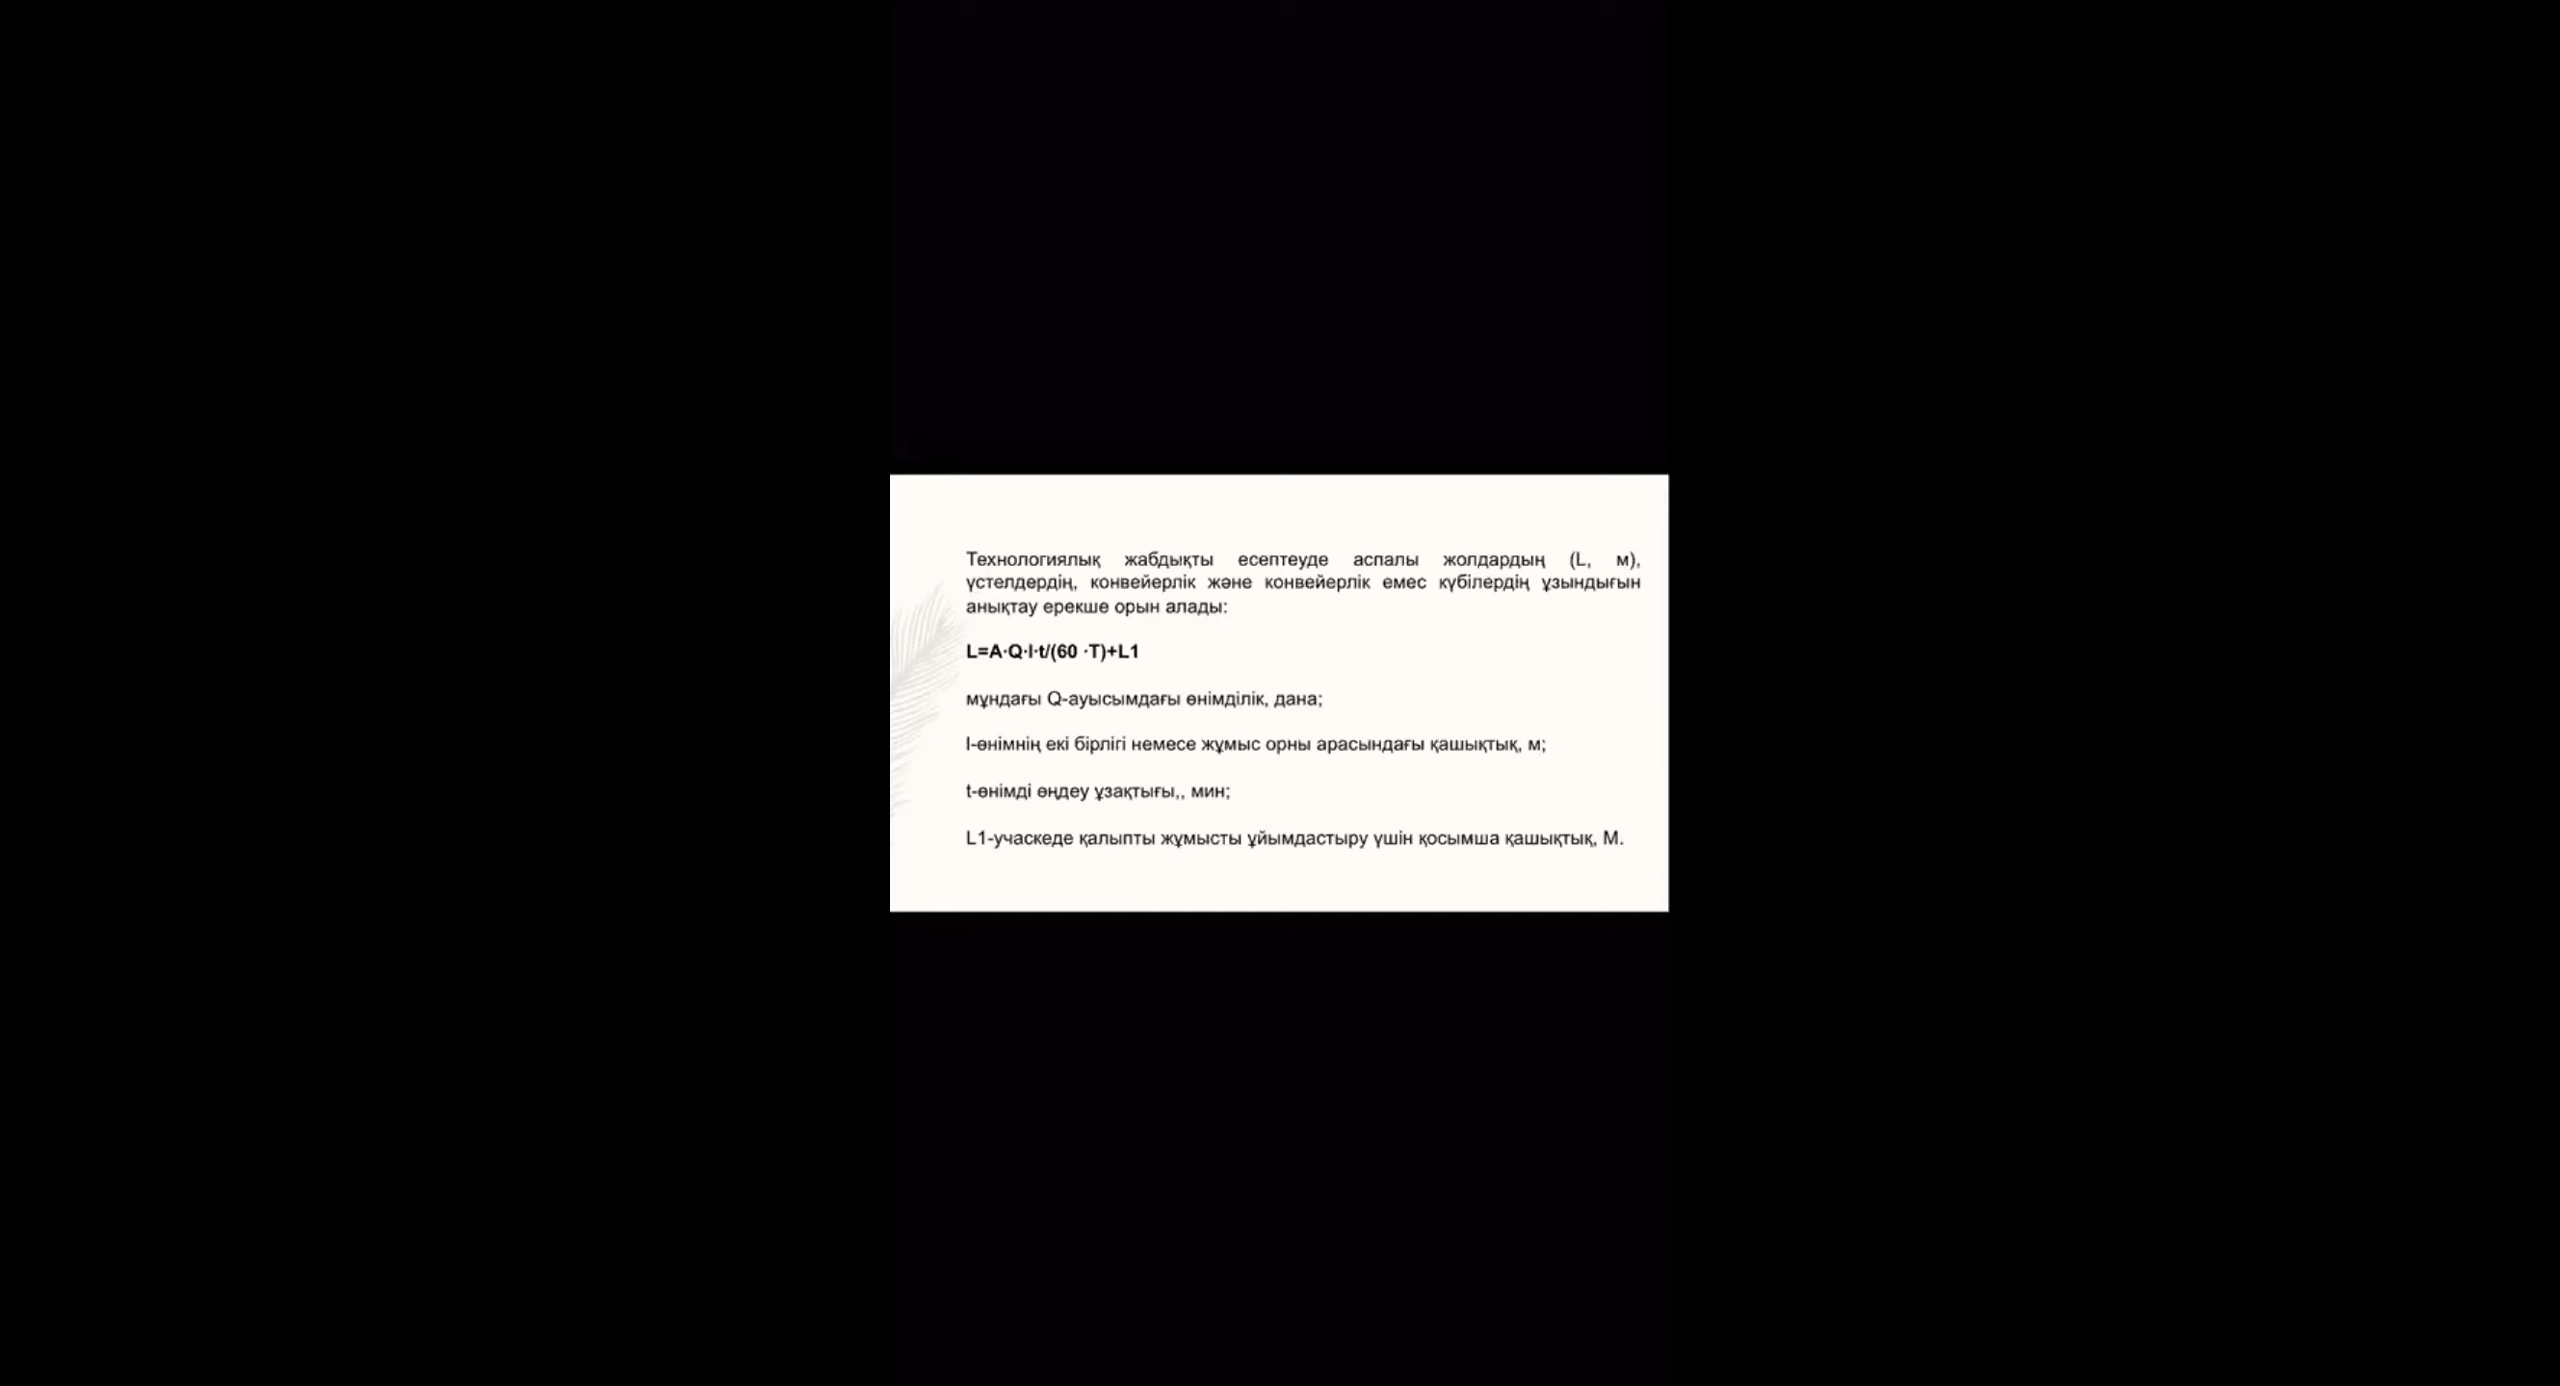 Технологиялық жабдықты есептеуде аспалы жолдардың (L, м),
үстелдердің, конвейерлік және конвейерлік емес күбілердің ұзындығын
анықтау ерекше орын алады:
L=A·Q·l·t/(60 ·T)+L1
мұндағы Q-ауысымдағы өнімділік, дана;
l-өнімнің екі бірлігі немесе жұмыс орны арасындағы қашықтық, м;
t-өнімді өңдеу ұзақтығы,, мин;
L1-учаскеде қалыпты жұмысты ұйымдастыру үшін қосымша қашықтық, М.